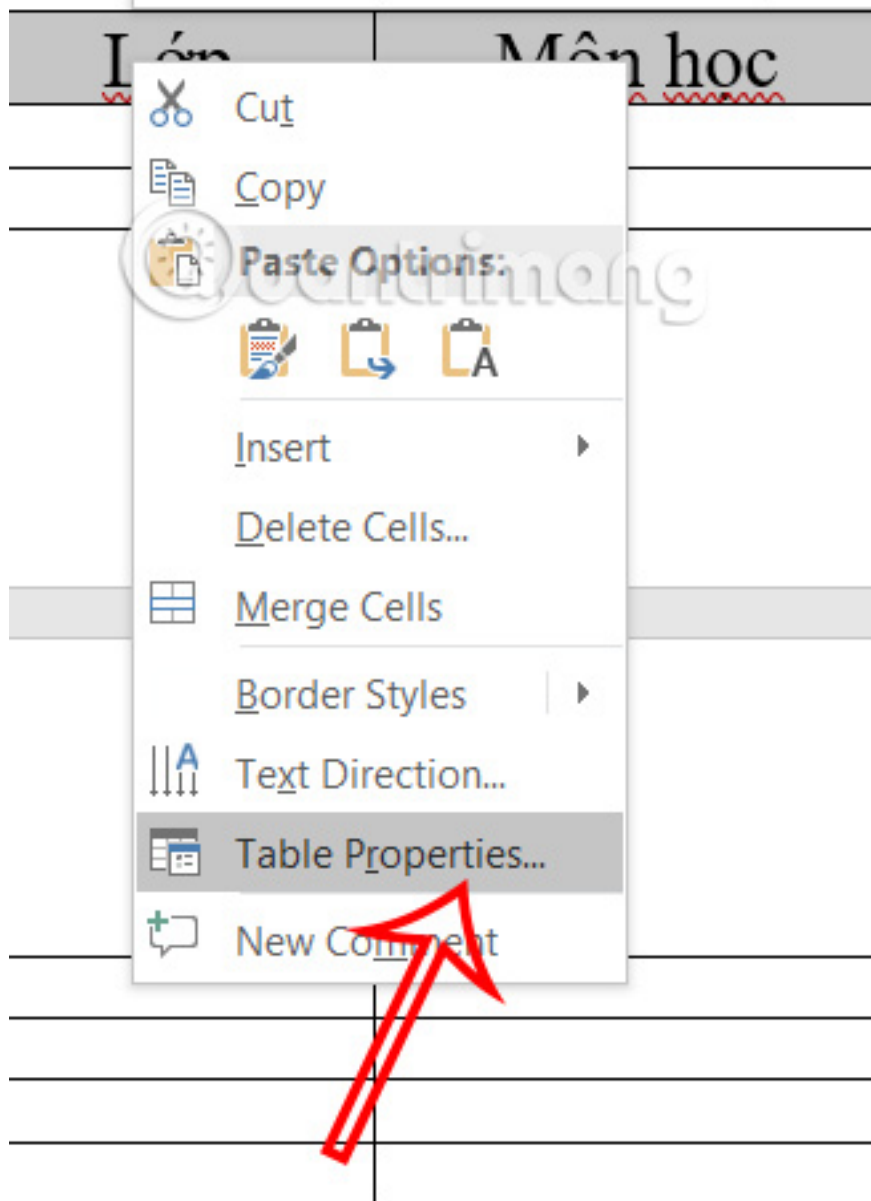 Lớp Môn học
Cut
Copy
Paste Options:
Quantrimang
A
Insert
Delete Cells...
Merge Cells
Border Styles
A Text Direction...
Table Properties...
New Comment